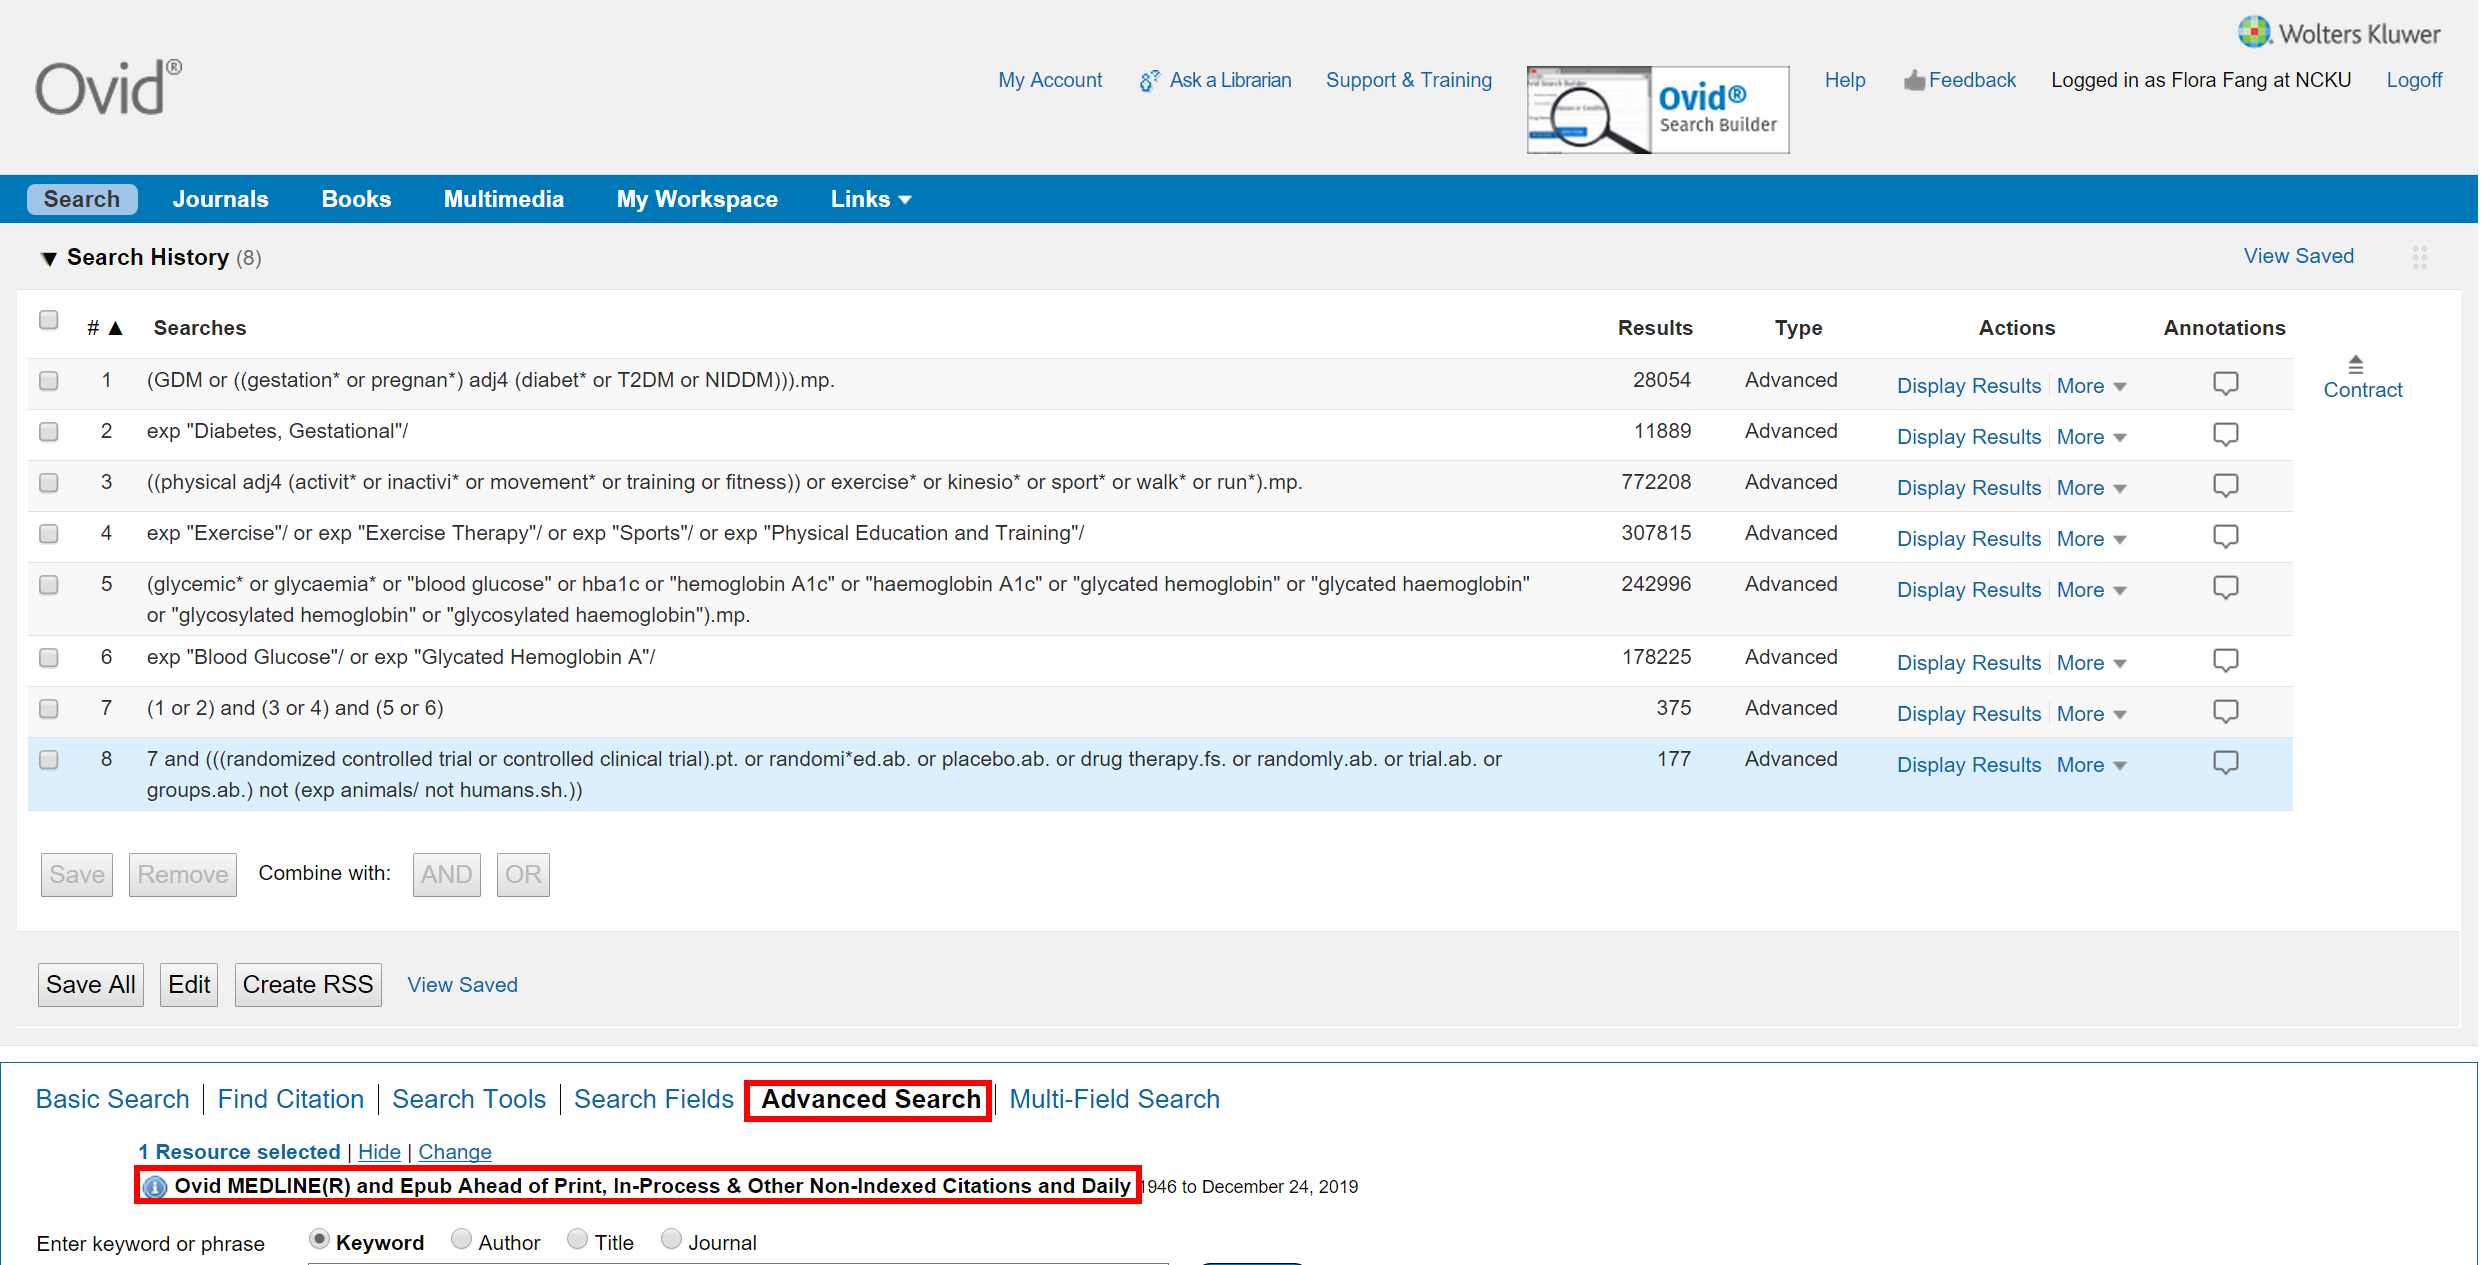 Wolters Kluwer
Ovid®
My Account
Ask a Librarian
Support & Training
Ovid®
Search Builder
Help
Feedback
Logged in as Flora Fang at NCKU
Logoff
Search Journals Books Multimedia My Workspace Links
Search History (8)
View Saved
# ▲ Searches Results Type Actions Annotations
1 (GDM or ((gestation* or pregnan*) adj4 (diabet* or T2DM or NIDDM))).mp. 28054 Advanced Display Results More
Contract
2 exp "Diabetes, Gestational"/ 11889 Advanced Display Results More
3 ((physical adj4 (activit* or inactivi* or movement* or training or fitness)) or exercise* or kinesio* or sport* or walk* or run*).mp. 772208 Advanced Display Results More
4 exp "Exercise"/ or exp "Exercise Therapy"/ or exp "Sports"/ or exp "Physical Education and Training"/ 307815 Advanced Display Results More
5 (glycemic* or glycaemia* or "blood glucose" or hba1c or "hemoglobin A1c" or "haemoglobin A1c" or "glycated hemoglobin" or "glycated haemoglobin" 242996 Advanced Display Results More
or "glycosylated hemoglobin" or "glycosylated haemoglobin").mp.
6 exp "Blood Glucose"/ or exp "Glycated Hemoglobin A"/ 178225 Advanced Display Results More
7 (1 or 2) and (3 or 4) and (5 or 6) 375 Advanced Display Results More
8 7 and (((randomized controlled trial or controlled clinical trial).pt. or randomi*ed.ab. or placebo.ab. or drug therapy.fs. or randomly.ab. or trial.ab. or 177 Advanced Display Results More
groups.ab.) not (exp animals/ not humans.sh.))
Save Remove Combine with: AND OR
Save All Edit Create RSS View Saved
Basic Search | Find Citation | Search Tools | Search Fields | Advanced Search | Multi-Field Search
1 Resource selected | Hide | Change
Ovid MEDLINE(R) and Epub Ahead of Print, In-Process & Other Non-Indexed Citations and Daily 1946 to December 24, 2019
Enter keyword or phrase Keyword Author Title Journal